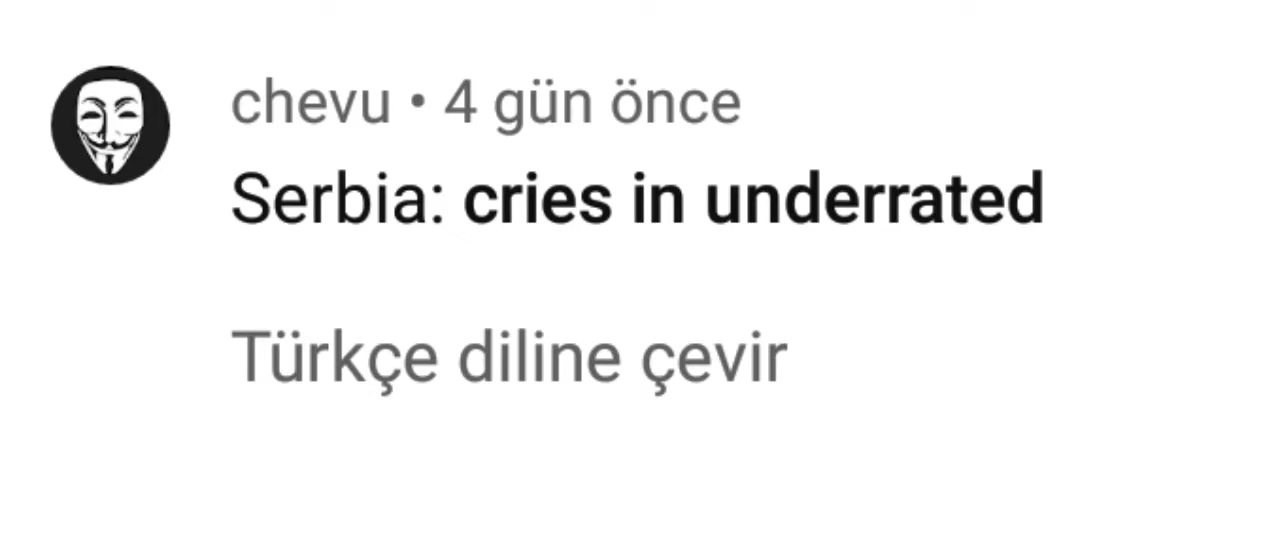 chevu • 4 gün önce
Serbia: cries in underrated
Türkçe diline çevir